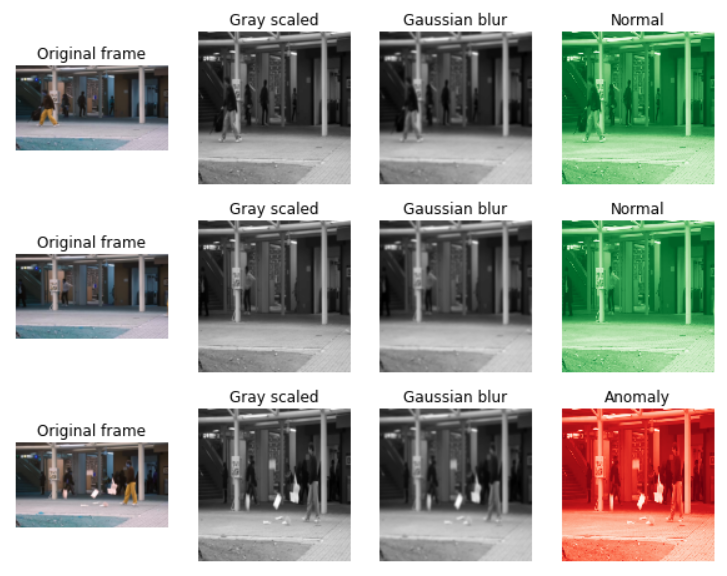 Original frame
Gray scaled
Gaussian blur
Normal
Original frame
Gray scaled
Gaussian blur
Normal
Original frame
Gray scaled
Gaussian blur
Anomaly